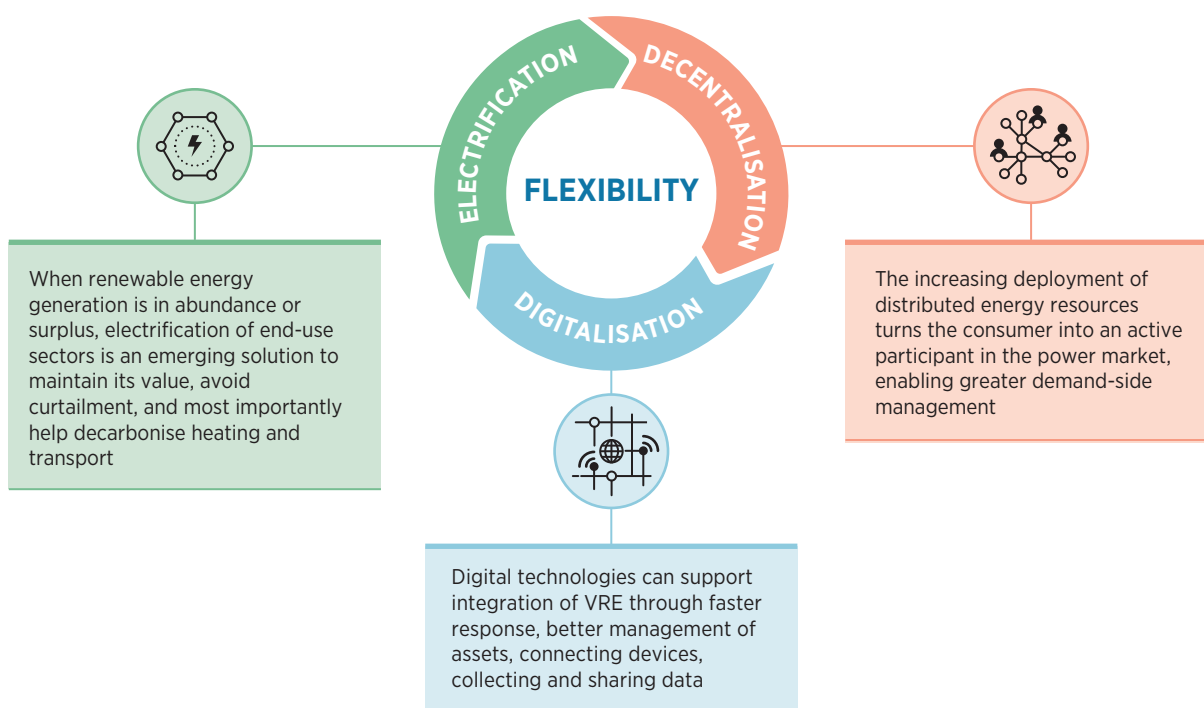 ELECTRIFICATION
DECENTRALISATION
FLEXIBILITY
DIGITALISATION
When renewable energy
generation is in abundance or
surplus, electrification of end-use
sectors is an emerging solution to
maintain its value, avoid
curtailment, and most importantly
help decarbonise heating and
transport
The increasing deployment of
distributed energy resources
turns the consumer into an active
participant in the power market,
enabling greater demand-side
management
Digital technologies can support
integration of VRE through faster
response, better management of
assets, connecting devices,
collecting and sharing data